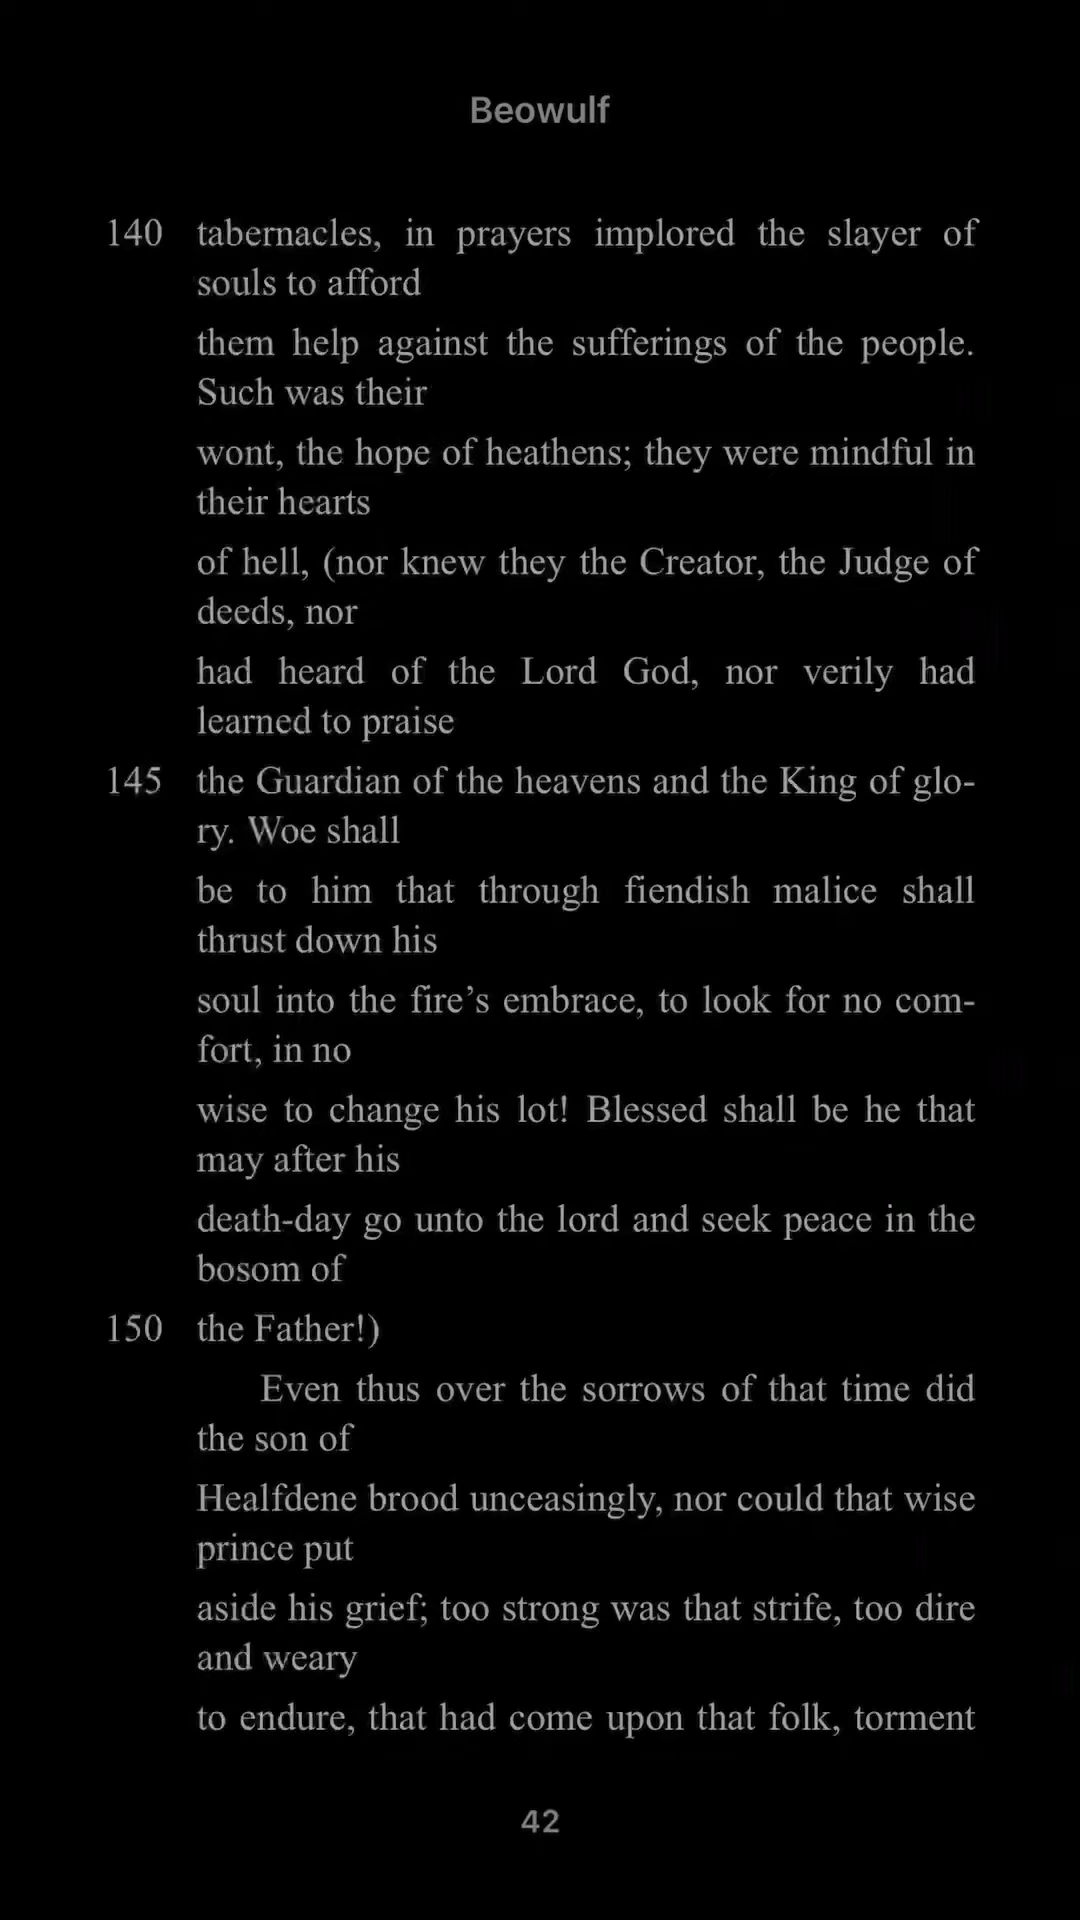 Beowulf
140 tabernacles, in prayers implored the slayer of
souls to afford
them help against the sufferings of the people.
Such was their
wont, the hope of heathens; they were mindful in
their hearts
of hell, (nor knew they the Creator, the Judge of
deeds, nor
had heard of the Lord God, nor verily had
learned to praise
145 the Guardian of the heavens and the King of glo-
ry. Woe shall
be to him that through fiendish malice shall
thrust down his
soul into the fire’s embrace, to look for no com-
fort, in no
wise to change his lot! Blessed shall be he that
may after his
death-day go unto the lord and seek peace in the
bosom of
150 the Father!)
Even thus over the sorrows of that time did
the son of
Healfdene brood unceasingly, nor could that wise
prince put
aside his grief; too strong was that strife, too dire
and weary
to endure, that had come upon that folk, torment
42